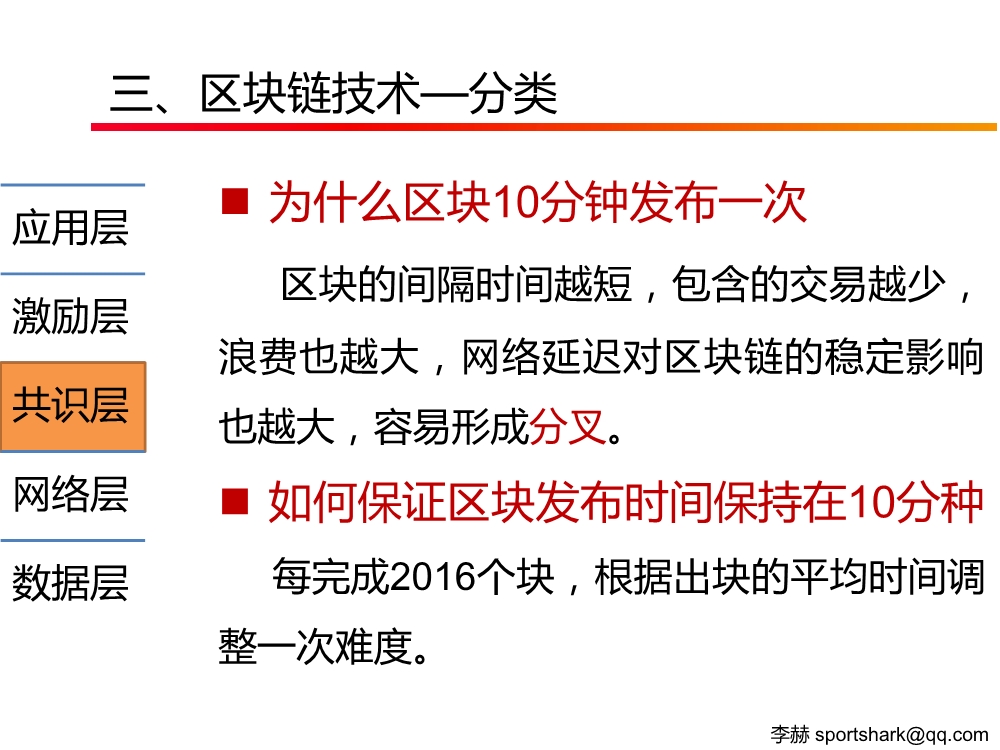 三、区块链技术—分类
应用层
激励层
共识层
网络层
数据层
■ 为什么区块10分钟发布一次
区块的间隔时间越短，包含的交易越少，
浪费也越大，网络延迟对区块链的稳定影响
也越大，容易形成分叉。
■ 如何保证区块发布时间保持在10分种
每完成2016个块，根据出块的平均时间调
整一次难度。
李赫 sportshark@qq.com